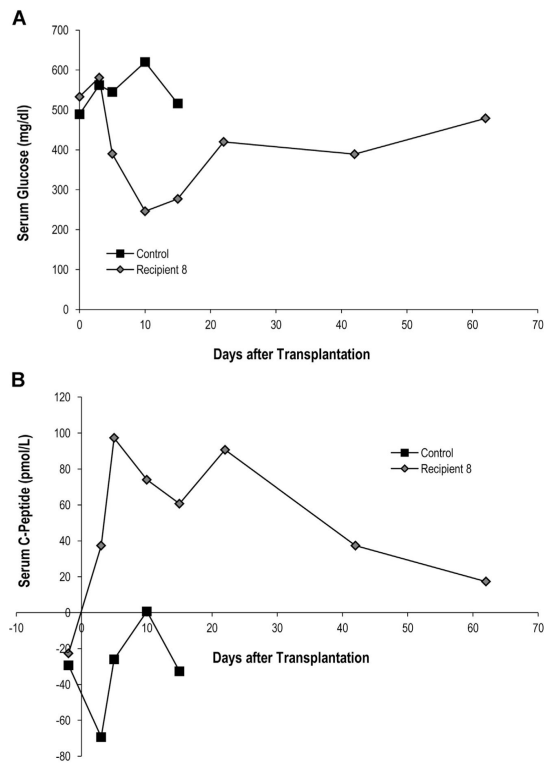 A
Serum Glucose (mg/dl)
700
600
500
400
300
200
100
0
Control
Recipient 8
0 10 20 30 40 50 60 70
Days after Transplantation
B
Serum C-Peptide (pmol/L)
120
100
80
60
40
20
0
-20
-40
-60
-80
Control
Recipient 8
-10 0 10 20 30 40 50 60 70
Days after Transplantation